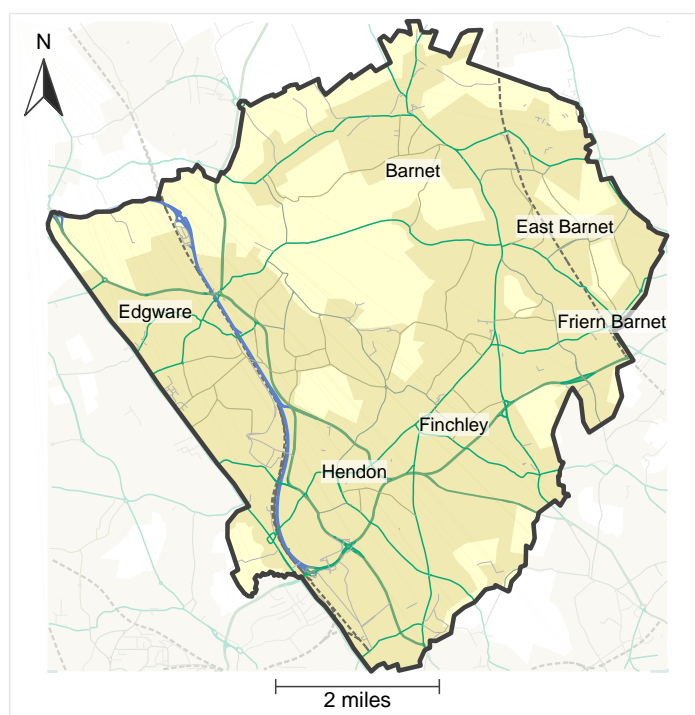 N
Barnet
East Barnet
Edgware
Friern Barnet
Finchley
Hendon
2 miles